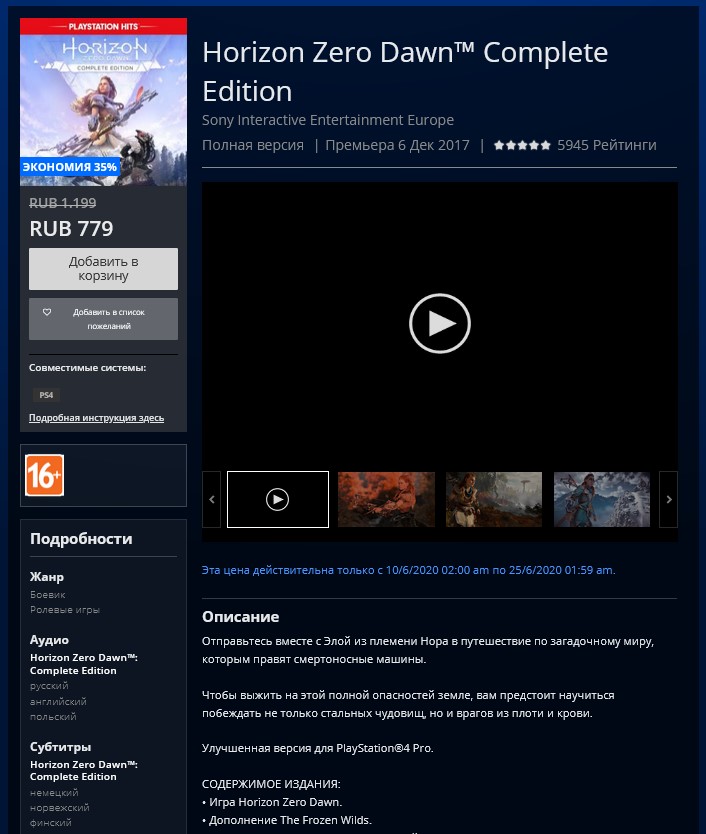 PLAYSTATION HITS
HORIZON
ZERO DAWN
COMPLETE EDITION
ЭКОНОМИЯ 35%
RUB 1.199
RUB 779
Добавить в
корзину
Добавить в список
пожеланий
Совместимые системы:
PS4
Подробная инструкция здесь
16+
Подробности
Жанр
Боевик
Ролевые игры
Аудио
Horizon Zero Dawn™:
Complete Edition
русский
английский
польский
Субтитры
Horizon Zero Dawn™:
Complete Edition
немецкий
норвежский
финский
Horizon Zero Dawn™ Complete
Edition
Sony Interactive Entertainment Europe
Полная версия | Премьера 6 Дек 2017 | ★★★★★ 5945 Рейтинги
Эта цена действительна только с 10/6/2020 02:00 am по 25/6/2020 01:59 am.
Описание
Отправьтесь вместе с Элой из племени Нора в путешествие по загадочному миру,
которым правят смертоносные машины.
Чтобы выжить на этой полной опасностей земле, вам предстоит научиться
побеждать не только стальных чудовищ, но и врагов из плоти и крови.
Улучшенная версия для PlayStation®4 Pro.
СОДЕРЖИМОЕ ИЗДАНИЯ:
• Игра Horizon Zero Dawn.
• Дополнение The Frozen Wilds.